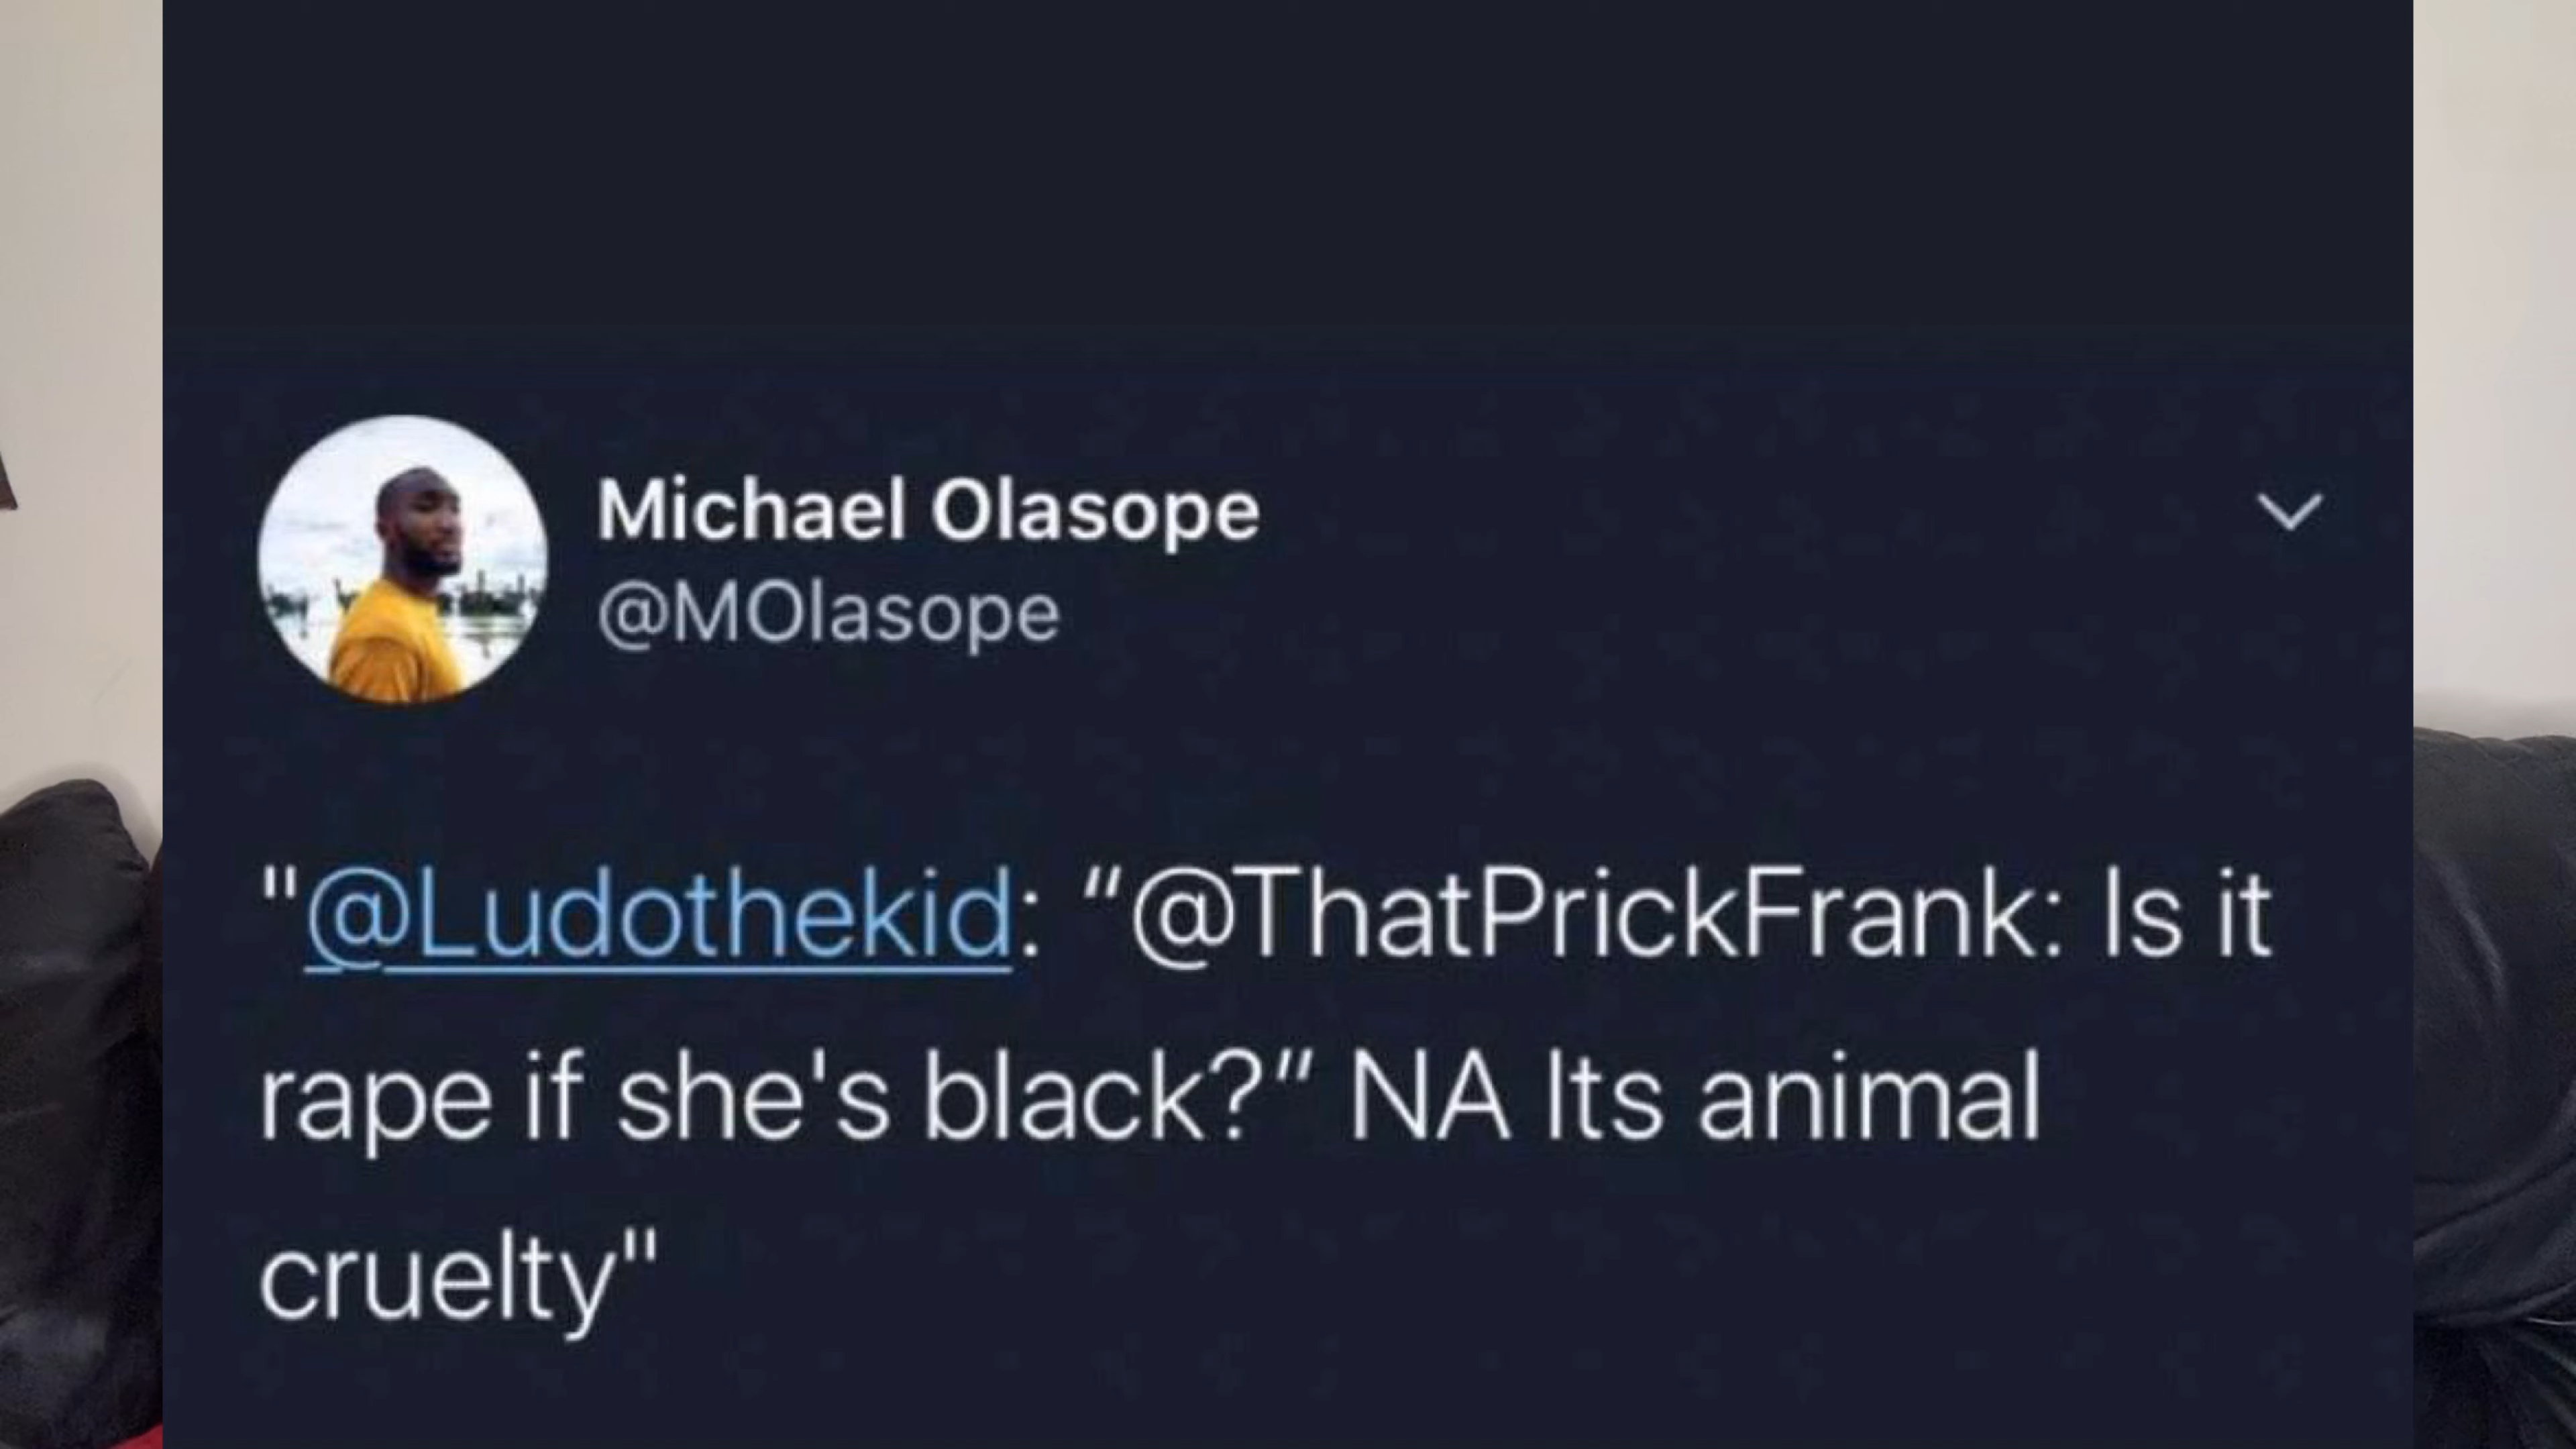 Michael Olasope
@MOlasope
"@Ludothekid: “@ThatPrickFrank: Is it
rape if she's black?” NA Its animal
cruelty"